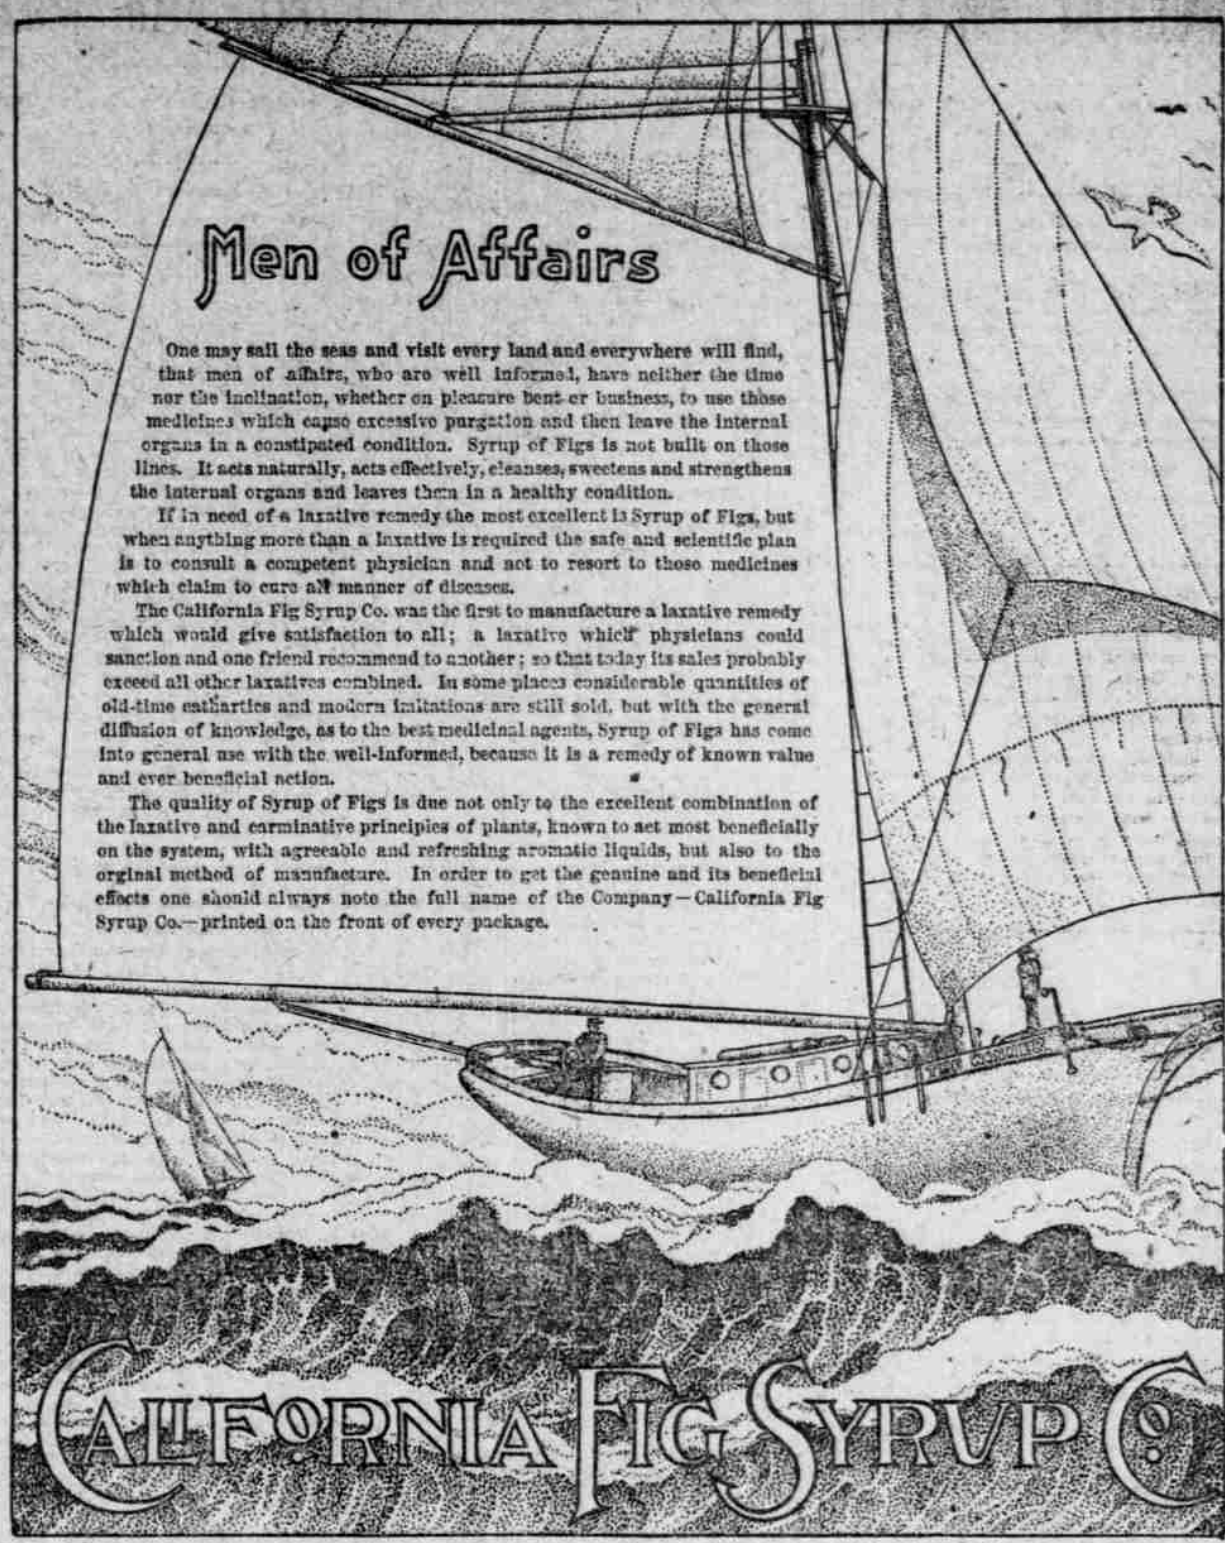 Men of Affairs
One may sail the seas and visit every land and everywhere will find,
that men of affairs, who are well informed, have neither the time
nor the inclination, whether on pleasure bent or business, to use those
medicines which cause excessive purgation and then leave the internal
organs in a constipated condition. Syrup of Figs is not built on those
lines. It acts naturally, acts effectively, cleanses, sweetens and strengthens
the internal organs and leaves them in a healthy condition.
If in need of a laxative remedy the most excellent is Syrup of Figs, but
when anything more than a laxative is required the safe and scientific plan
is to consult a competent physician and not to resort to those medicines
which claim to cure all manner of diseases.
The California Fig Syrup Co. was the first to manufacture a laxative remedy
which would give satisfaction to all; a laxative which physicians could
sanction and one friend recommend to another; so that today its sales probably
exceed all other laxatives combined. In some places considerable quantities of
old-time cathartics and modern imitations are still sold, but with the general
diffusion of knowledge, as to the best medicinal agents, Syrup of Figs has come
into general use with the well-informed, because it is a remedy of known value
and ever beneficial action.
The quality of Syrup of Figs is due not only to the excellent combination of
the laxative and carminative principles of plants, known to act most beneficially
on the system, with agreeable and refreshing aromatic liquids, but also to the
orginal method of manufacture. In order to get the genuine and its beneficial
effects one should always note the full name of the Company—California Fig
Syrup Co.—printed on the front of every package.
CALIFORNIA FIG SYRUP CO